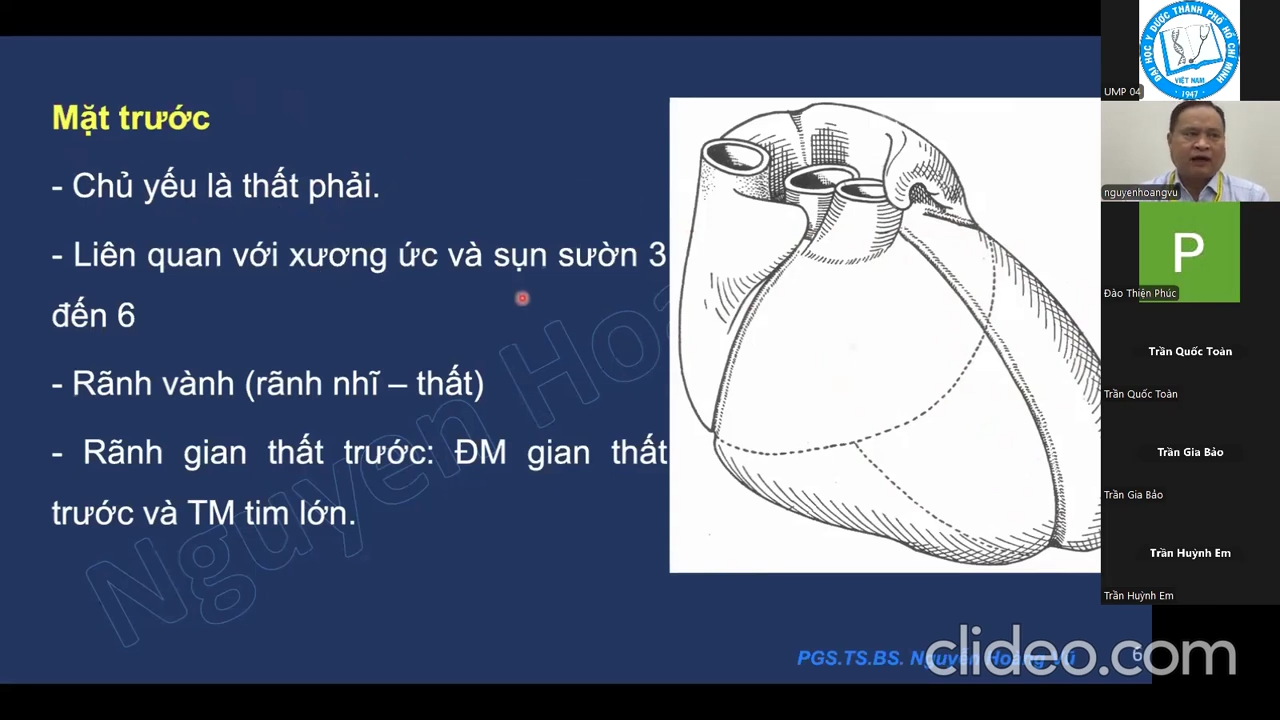 Mặt trước
- Chủ yếu là thất phải.
- Liên quan với xương ức và sụn sườn 3
đến 6
- Rãnh vành (rãnh nhĩ – thất)
- Rãnh gian thất trước: ĐM gian thất
trước và TM tim lớn.
Nguyen Hoa
PGS.TS.BS. Nguyễn Hoàng Vũ
6
clideo.com
ĐẠI HỌC Y DƯỢC THÀNH PHỐ HỒ CHÍ MINH
VIỆT NAM
1947
UMP 04
nguyenhoangvu
P
Đào Thiện Phúc
Trần Quốc Toàn
Trần Quốc Toàn
Trần Gia Bảo
Trần Gia Bảo
Trần Huỳnh Em
Trần Huỳnh Em